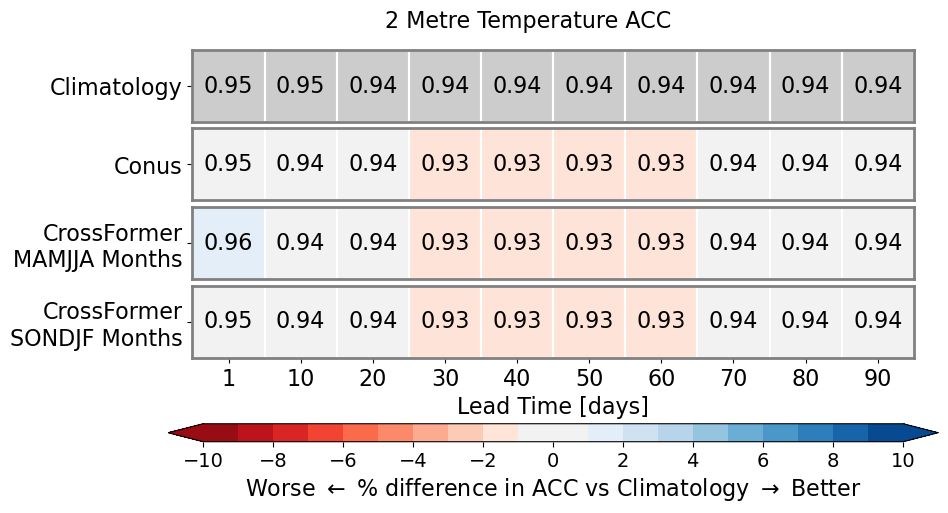 2 Metre Temperature ACC
Climatology 0.95 0.95 0.94 0.94 0.94 0.94 0.94 0.94 0.94 0.94
Conus 0.95 0.94 0.94 0.93 0.93 0.93 0.93 0.94 0.94 0.94
CrossFormer
MAMJJA Months 0.96 0.94 0.94 0.93 0.93 0.93 0.93 0.94 0.94 0.94
CrossFormer
SONDJF Months 0.95 0.94 0.94 0.93 0.93 0.93 0.93 0.94 0.94 0.94
1 10 20 30 40 50 60 70 80 90
Lead Time [days]
−10 −8 −6 −4 −2 0 2 4 6 8 10
Worse ← % difference in ACC vs Climatology → Better